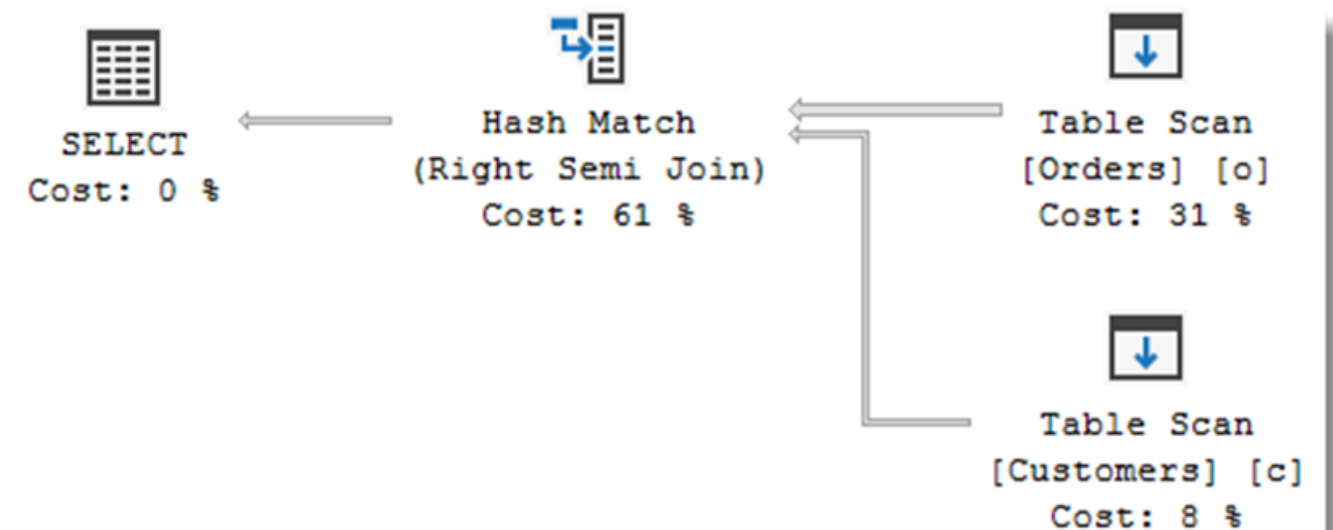 SELECT
Cost: 0 %
Hash Match
(Right Semi Join)
Cost: 61 %
Table Scan
[Orders] [o]
Cost: 31 %
Table Scan
[Customers] [c]
Cost: 8 %